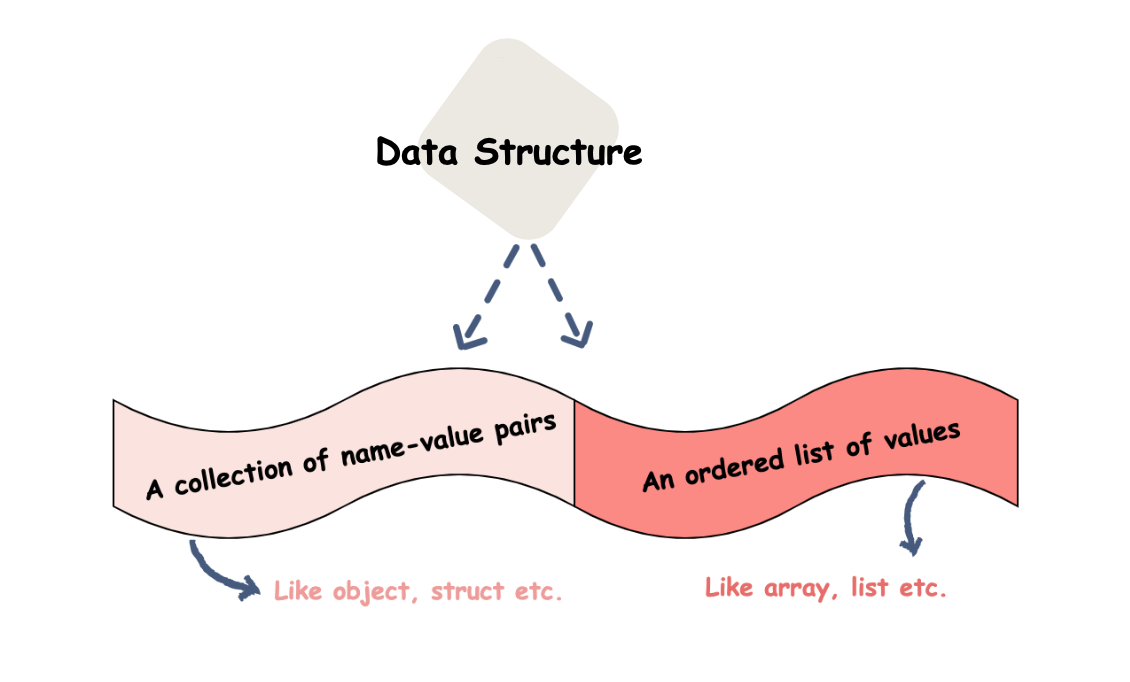 Data Structure
A collection of name-value pairs
An ordered list of values
Like object, struct etc.
Like array, list etc.